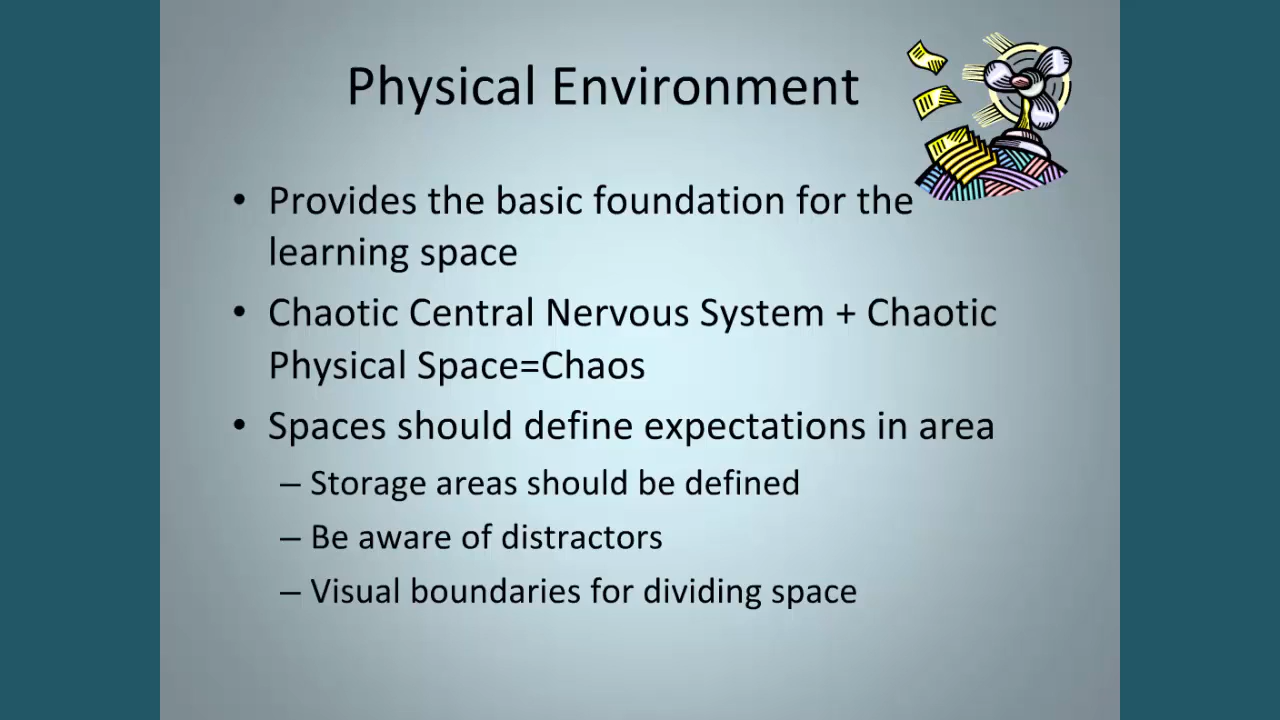 Physical Environment
• Provides the basic foundation for the
learning space
• Chaotic Central Nervous System + Chaotic
Physical Space=Chaos
• Spaces should define expectations in area
– Storage areas should be defined
– Be aware of distractors
– Visual boundaries for dividing space